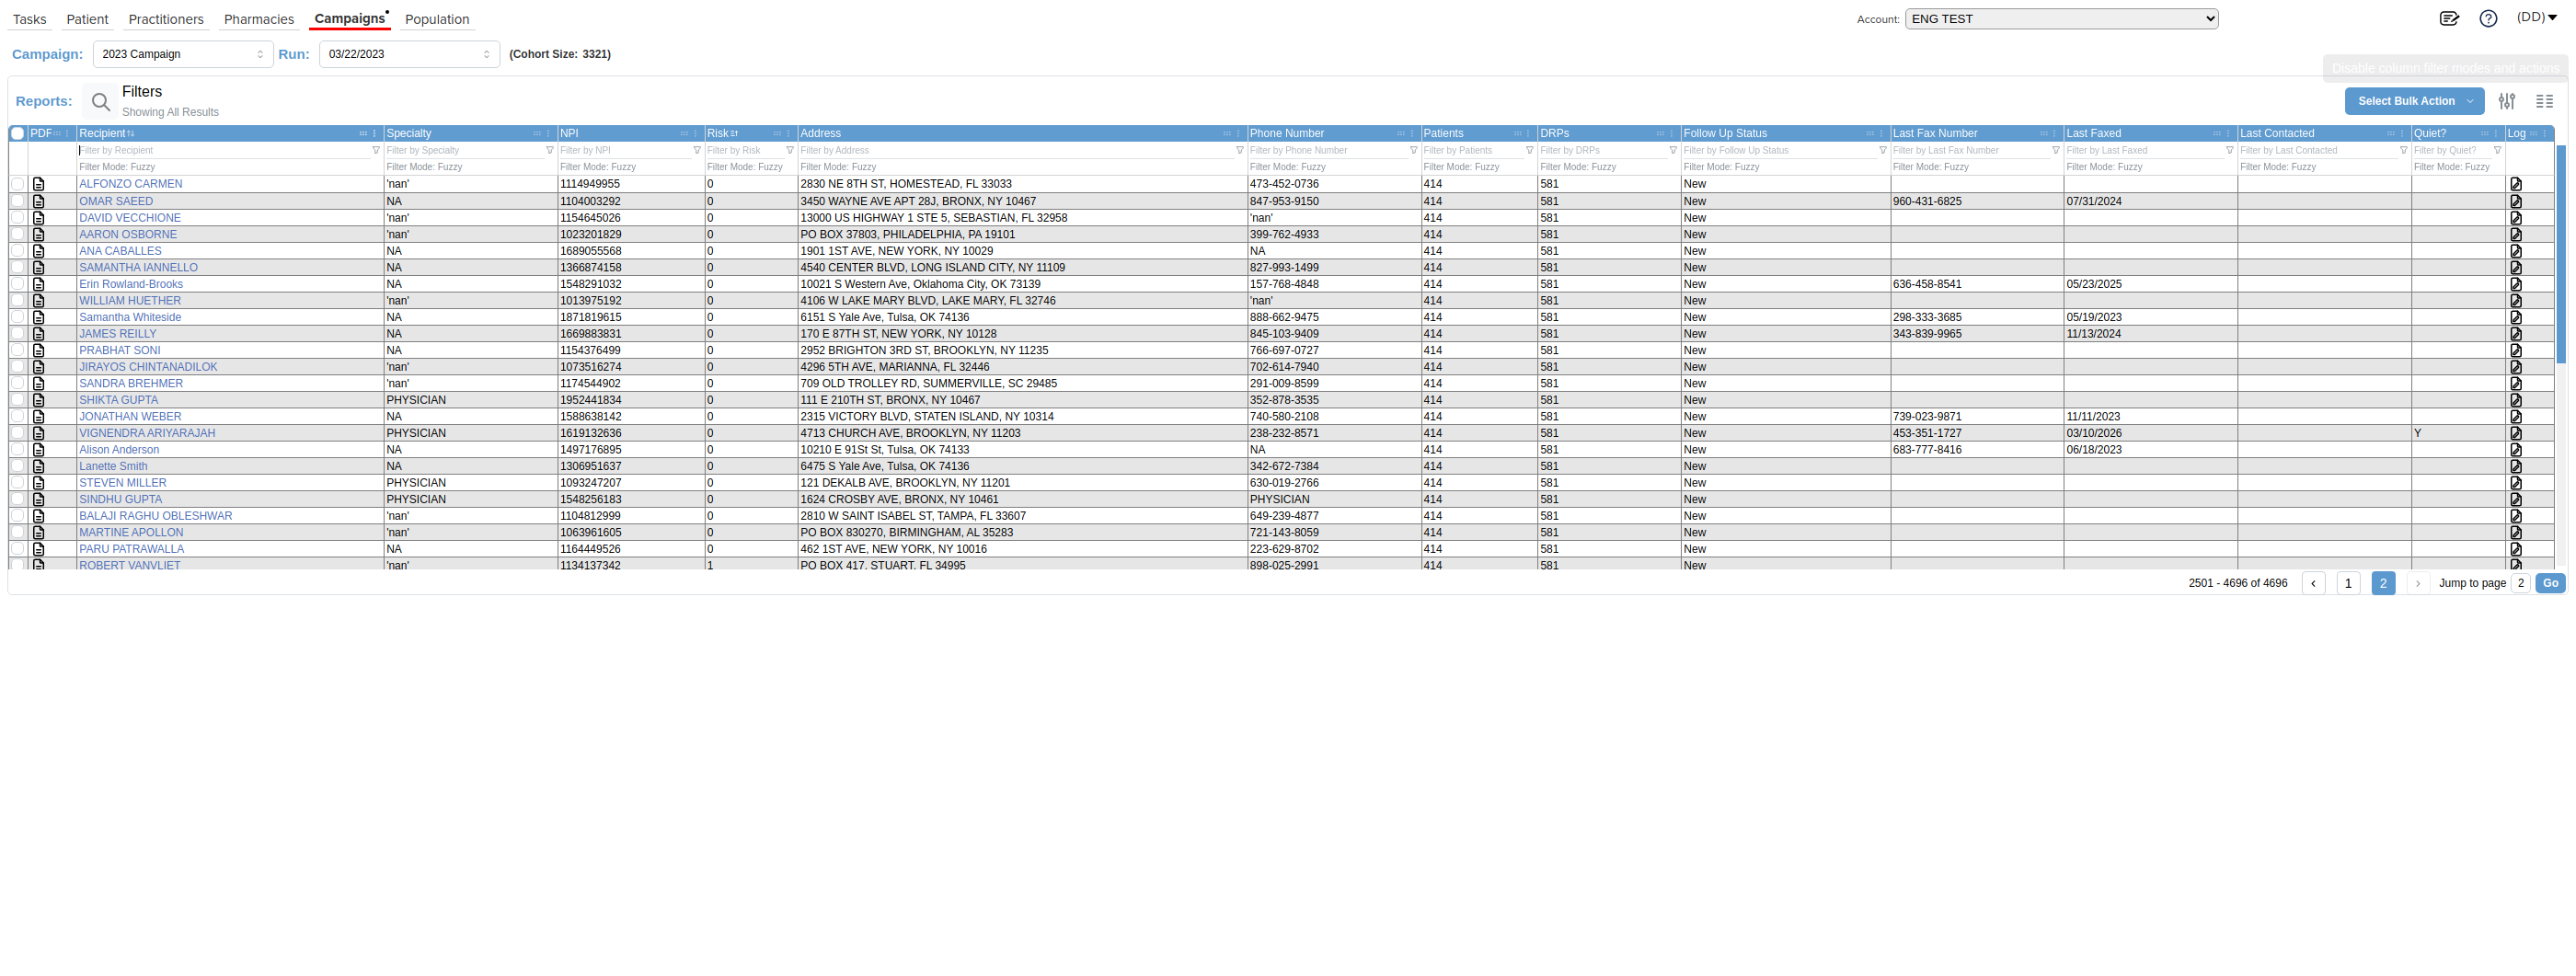 Tasks Patient Practitioners Pharmacies Campaigns Population Account: ENG TEST (DD)
Campaign: 2023 Campaign Run: 03/22/2023 (Cohort Size: 3321)
Disable column filter modes and actions
Reports: Filters
Showing All Results
Select Bulk Action
PDF Recipient Specialty NPI Risk Address Phone Number Patients DRPs Follow Up Status Last Fax Number Last Faxed Last Contacted Quiet? Log
Filter by Recipient Filter by Specialty Filter by NPI Filter by Risk Filter by Address Filter by Phone Number Filter by Patients Filter by DRPs Filter by Follow Up Status Filter by Last Fax Number Filter by Last Faxed Filter by Last Contacted Filter by Quiet?
Filter Mode: Fuzzy Filter Mode: Fuzzy Filter Mode: Fuzzy Filter Mode: Fuzzy Filter Mode: Fuzzy Filter Mode: Fuzzy Filter Mode: Fuzzy Filter Mode: Fuzzy Filter Mode: Fuzzy Filter Mode: Fuzzy Filter Mode: Fuzzy Filter Mode: Fuzzy Filter Mode: Fuzzy
ALFONZO CARMEN 'nan' 1114949955 0 2830 NE 8TH ST, HOMESTEAD, FL 33033 473-452-0736 414 581 New
OMAR SAEED NA 1104003292 0 3450 WAYNE AVE APT 28J, BRONX, NY 10467 847-953-9150 414 581 New 960-431-6825 07/31/2024
DAVID VECCHIONE 'nan' 1154645026 0 13000 US HIGHWAY 1 STE 5, SEBASTIAN, FL 32958 'nan' 414 581 New
AARON OSBORNE 'nan' 1023201829 0 PO BOX 37803, PHILADELPHIA, PA 19101 399-762-4933 414 581 New
ANA CABALLES NA 1689055568 0 1901 1ST AVE, NEW YORK, NY 10029 NA 414 581 New
SAMANTHA IANNELLO NA 1366874158 0 4540 CENTER BLVD, LONG ISLAND CITY, NY 11109 827-993-1499 414 581 New
Erin Rowland-Brooks NA 1548291032 0 10021 S Western Ave, Oklahoma City, OK 73139 157-768-4848 414 581 New 636-458-8541 05/23/2025
WILLIAM HUETHER 'nan' 1013975192 0 4106 W LAKE MARY BLVD, LAKE MARY, FL 32746 'nan' 414 581 New
Samantha Whiteside NA 1871819615 0 6151 S Yale Ave, Tulsa, OK 74136 888-662-9475 414 581 New 298-333-3685 05/19/2023
JAMES REILLY NA 1669883831 0 170 E 87TH ST, NEW YORK, NY 10128 845-103-9409 414 581 New 343-839-9965 11/13/2024
PRABHAT SONI NA 1154376499 0 2952 BRIGHTON 3RD ST, BROOKLYN, NY 11235 766-697-0727 414 581 New
JIRAYOS CHINTANADILOK 'nan' 1073516274 0 4296 5TH AVE, MARIANNA, FL 32446 702-614-7940 414 581 New
SANDRA BREHMER 'nan' 1174544902 0 709 OLD TROLLEY RD, SUMMERVILLE, SC 29485 291-009-8599 414 581 New
SHIKTA GUPTA PHYSICIAN 1952441834 0 111 E 210TH ST, BRONX, NY 10467 352-878-3535 414 581 New
JONATHAN WEBER NA 1588638142 0 2315 VICTORY BLVD, STATEN ISLAND, NY 10314 740-580-2108 414 581 New 739-023-9871 11/11/2023
VIGNENDRA ARIYARAJAH PHYSICIAN 1619132636 0 4713 CHURCH AVE, BROOKLYN, NY 11203 238-232-8571 414 581 New 453-351-1727 03/10/2026 Y
Alison Anderson NA 1497176895 0 10210 E 91St St, Tulsa, OK 74133 NA 414 581 New 683-777-8416 06/18/2023
Lanette Smith NA 1306951637 0 6475 S Yale Ave, Tulsa, OK 74136 342-672-7384 414 581 New
STEVEN MILLER PHYSICIAN 1093247207 0 121 DEKALB AVE, BROOKLYN, NY 11201 630-019-2766 414 581 New
SINDHU GUPTA PHYSICIAN 1548256183 0 1624 CROSBY AVE, BRONX, NY 10461 PHYSICIAN 414 581 New
BALAJI RAGHU OBLESHWAR 'nan' 1104812999 0 2810 W SAINT ISABEL ST, TAMPA, FL 33607 649-239-4877 414 581 New
MARTINE APOLLON 'nan' 1063961605 0 PO BOX 830270, BIRMINGHAM, AL 35283 721-143-8059 414 581 New
PARU PATRAWALLA NA 1164449526 0 462 1ST AVE, NEW YORK, NY 10016 223-629-8702 414 581 New
ROBERT VANVLIET 'nan' 1134137342 1 PO BOX 417, STUART, FL 34995 898-025-2991 414 581 New
2501 - 4696 of 4696 1 2 Jump to page 2 Go